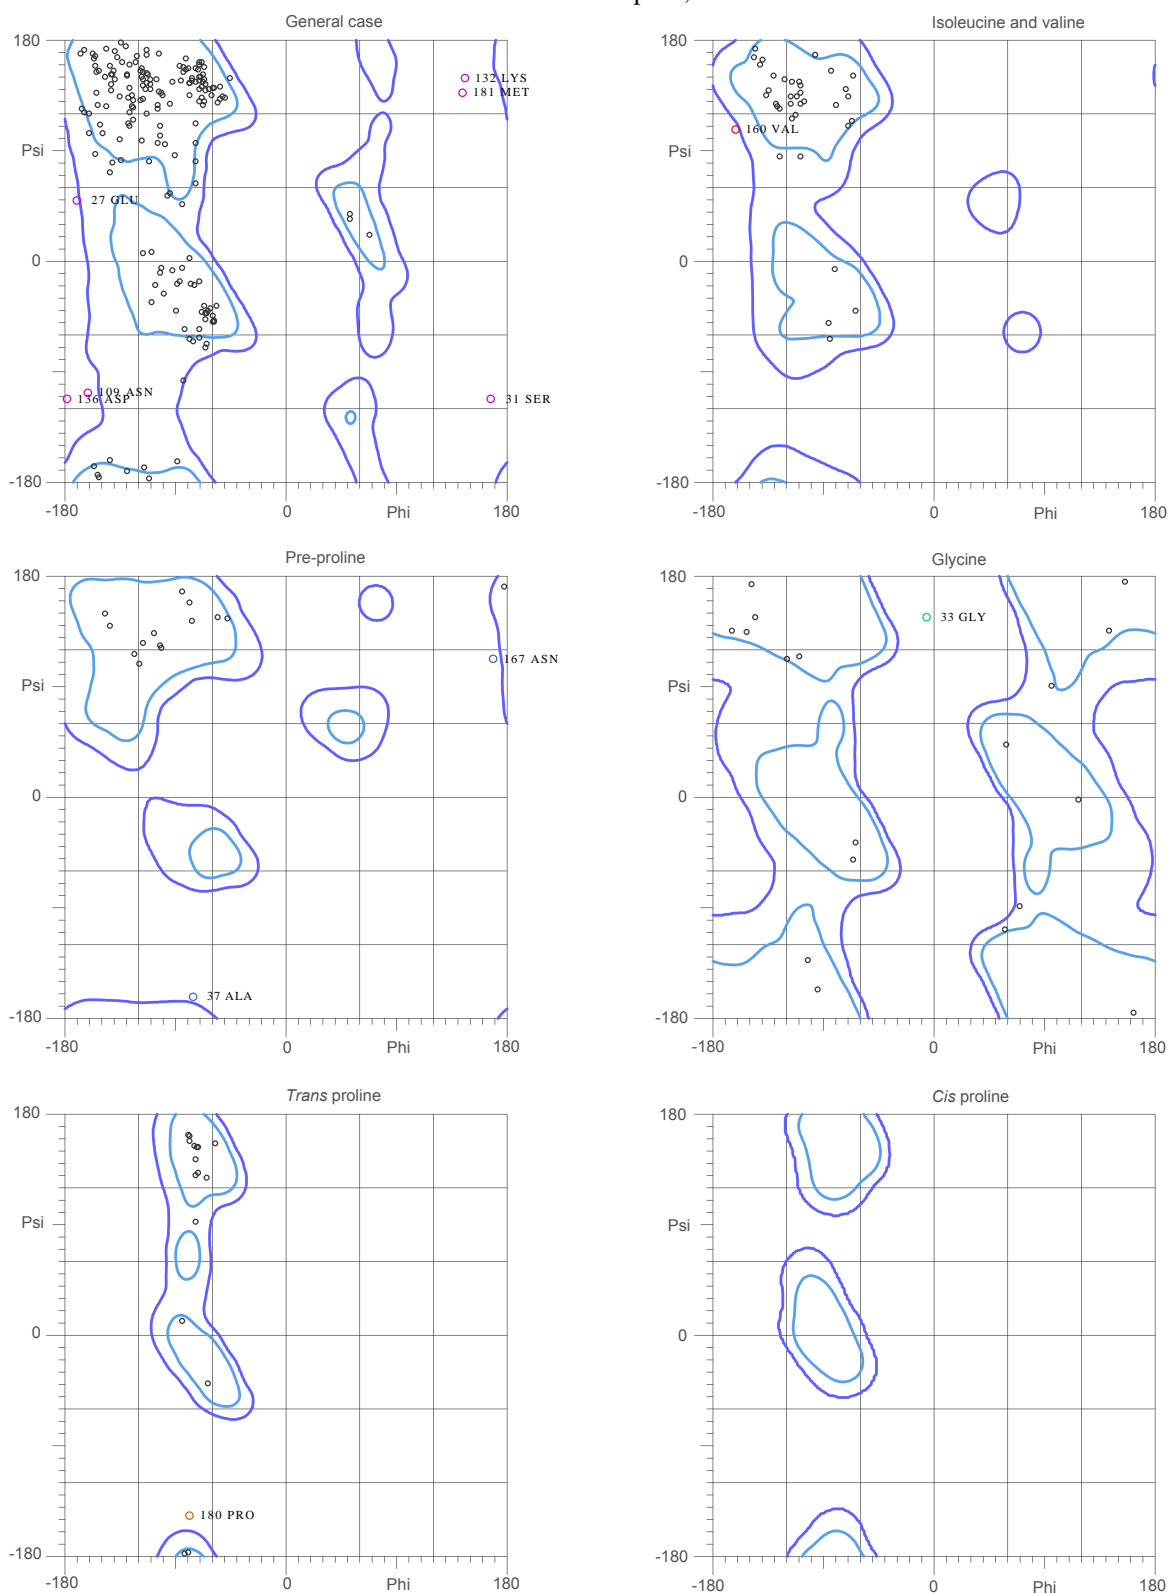 General case
180
132 LYS
181 MET
Psi
27 GLU
0
109 ASN
136 ASP
31 SER
-180
-180
0
Phi
180
Isoleucine and valine
180
160 VAL
Psi
0
-180
-180
0
Phi
180
Pre-proline
180
167 ASN
Psi
0
37 ALA
-180
-180
0
Phi
180
Glycine
180
33 GLY
Psi
0
-180
-180
0
Phi
180
Trans proline
180
Psi
0
180 PRO
-180
-180
0
Phi
180
Cis proline
180
Psi
0
-180
-180
0
Phi
180